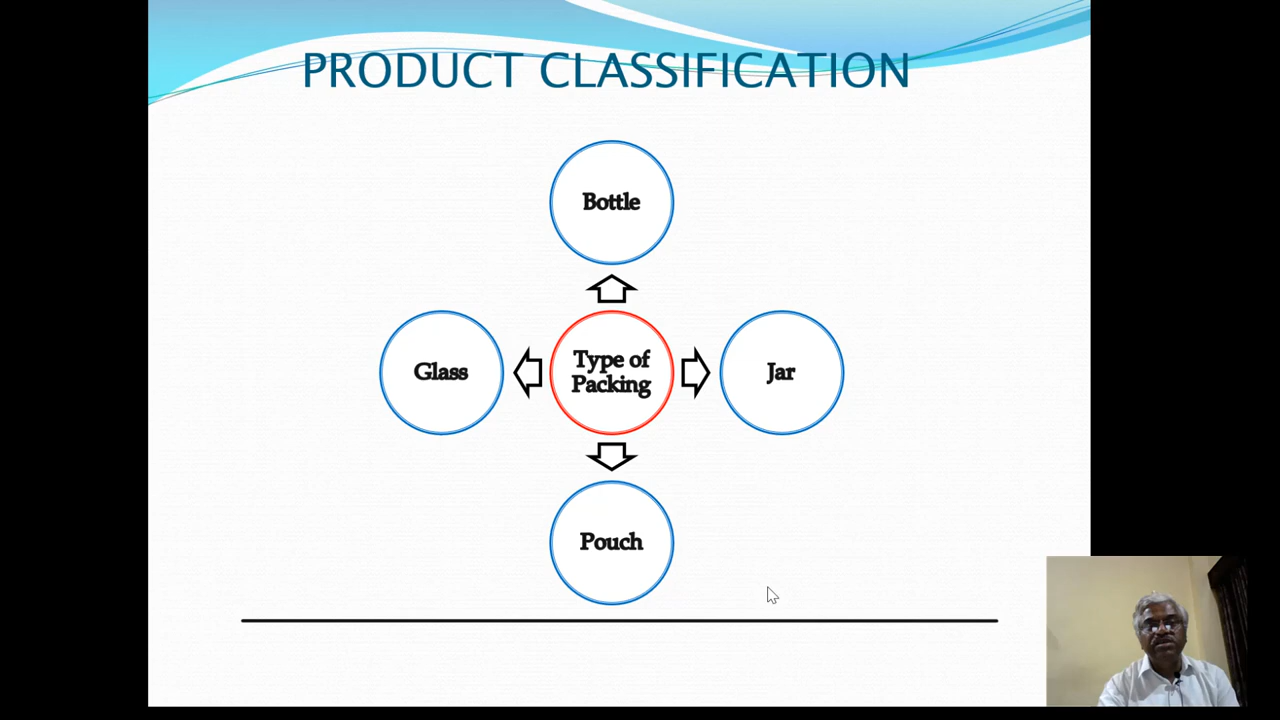 PRODUCT CLASSIFICATION
Bottle
Glass
Type of
Packing
Jar
Pouch